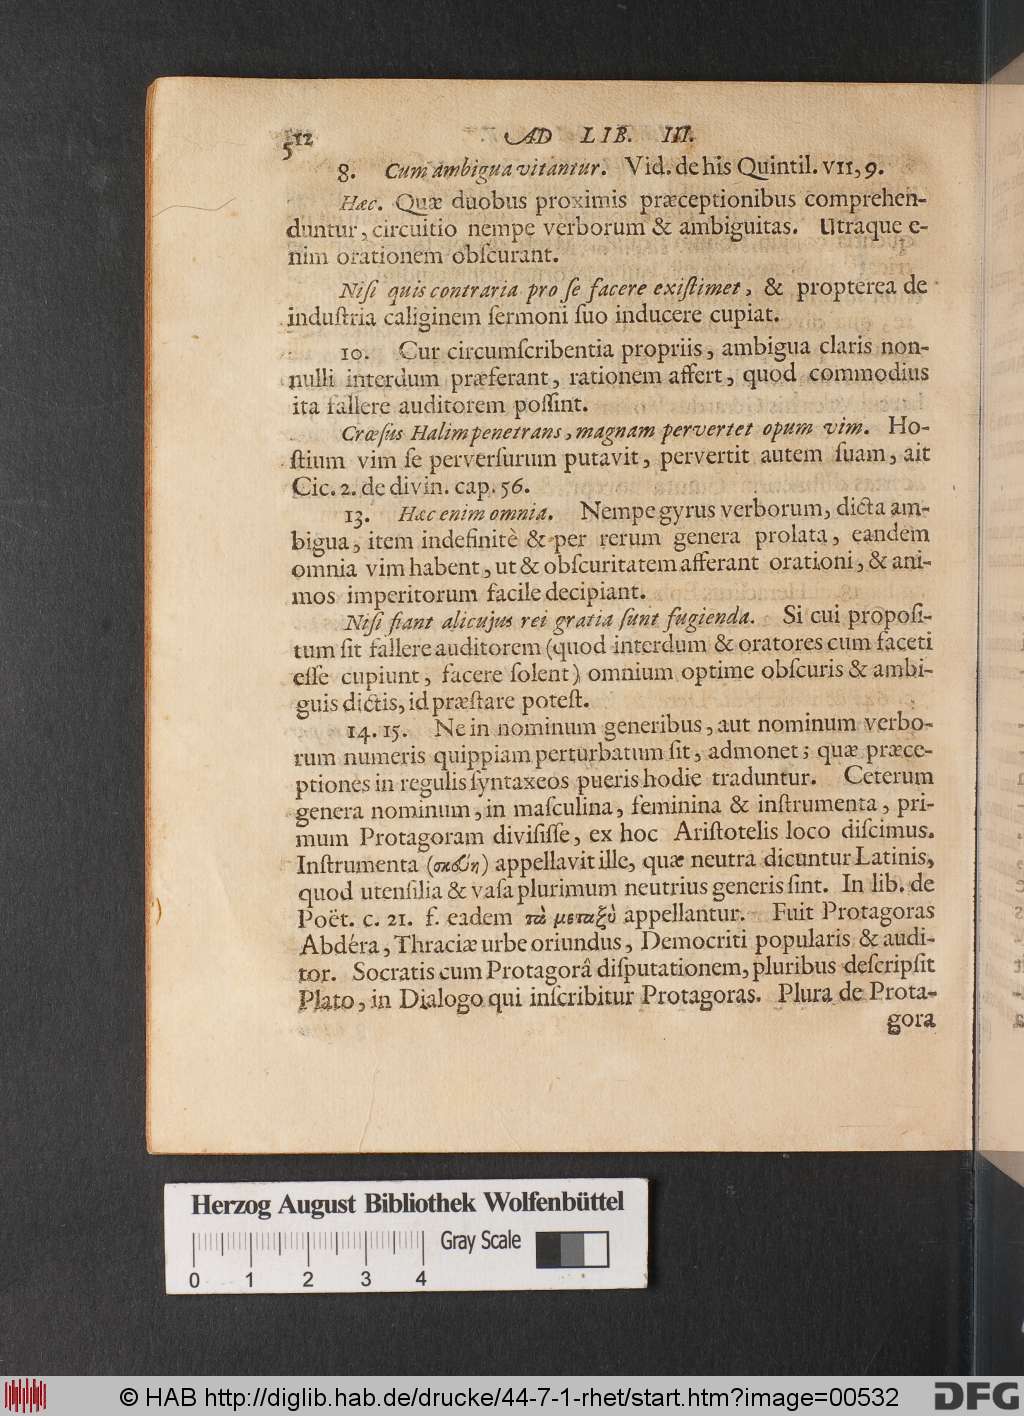 512 AD LIB. III.
8. Cum ambigua vitantur. Vid. de his Quintil. VII, 9.
Hæc. Quæ duobus proximis præceptionibus comprehen-
duntur, circuitio nempe verborum & ambiguitas. Utraque e-
nim orationem obſcurant.
Niſi quis contraria pro ſe facere exiſtimet, & propterea de
induſtria caliginem ſermoni ſuo inducere cupiat.
10. Cur circumſcribentia propriis, ambigua claris non-
nulli interdum præferant, rationem affert, quod commodius
ita fallere auditorem poſſint.
Crœſus Halim penetrans, magnam pervertet opum vim. Ho-
ſtium vim ſe perverſurum putavit, pervertit autem ſuam, ait
Cic. 2. de divin. cap. 56.
13. Hæc enim omnia. Nempe gyrus verborum, dicta am-
bigua, item indefinitè & per rerum genera prolata, eandem
omnia vim habent, ut & obſcuritatem afferant orationi, & ani-
mos imperitorum facile decipiant.
Niſi fiant alicujus rei gratia ſunt fugienda. Si cui propoſi-
tum ſit fallere auditorem (quod interdum & oratores cum faceti
eſſe cupiunt, facere ſolent) omnium optime obſcuris & ambi-
guis dictis, id præſtare poteſt.
14. 15. Ne in nominum generibus, aut nominum verbo-
rum numeris quippiam perturbatum ſit, admonet; quæ præce-
ptiones in regulis ſyntaxeos pueris hodie traduntur. Ceterum
genera nominum, in maſculina, feminina & inſtrumenta, pri-
mum Protagoram diviſiſſe, ex hoc Ariſtotelis loco diſcimus.
Inſtrumenta (σκεύη) appellavit ille, quæ neutra dicuntur Latinis,
quod utenſilia & vaſa plurimum neutrius generis ſint. In lib. de
Poët. c. 21. f. eadem τὰ μεταξὺ appellantur. Fuit Protagoras
Abdéra, Thraciæ urbe oriundus, Democriti popularis & audi-
tor. Socratis cum Protagorâ diſputationem, pluribus deſcripſit
Plato, in Dialogo qui inſcribitur Protagoras. Plura de Prota-
gora
Herzog August Bibliothek Wolfenbüttel
Gray Scale
0 1 2 3 4
© HAB http://diglib.hab.de/drucke/44-7-1-rhet/start.htm?image=00532
DFG